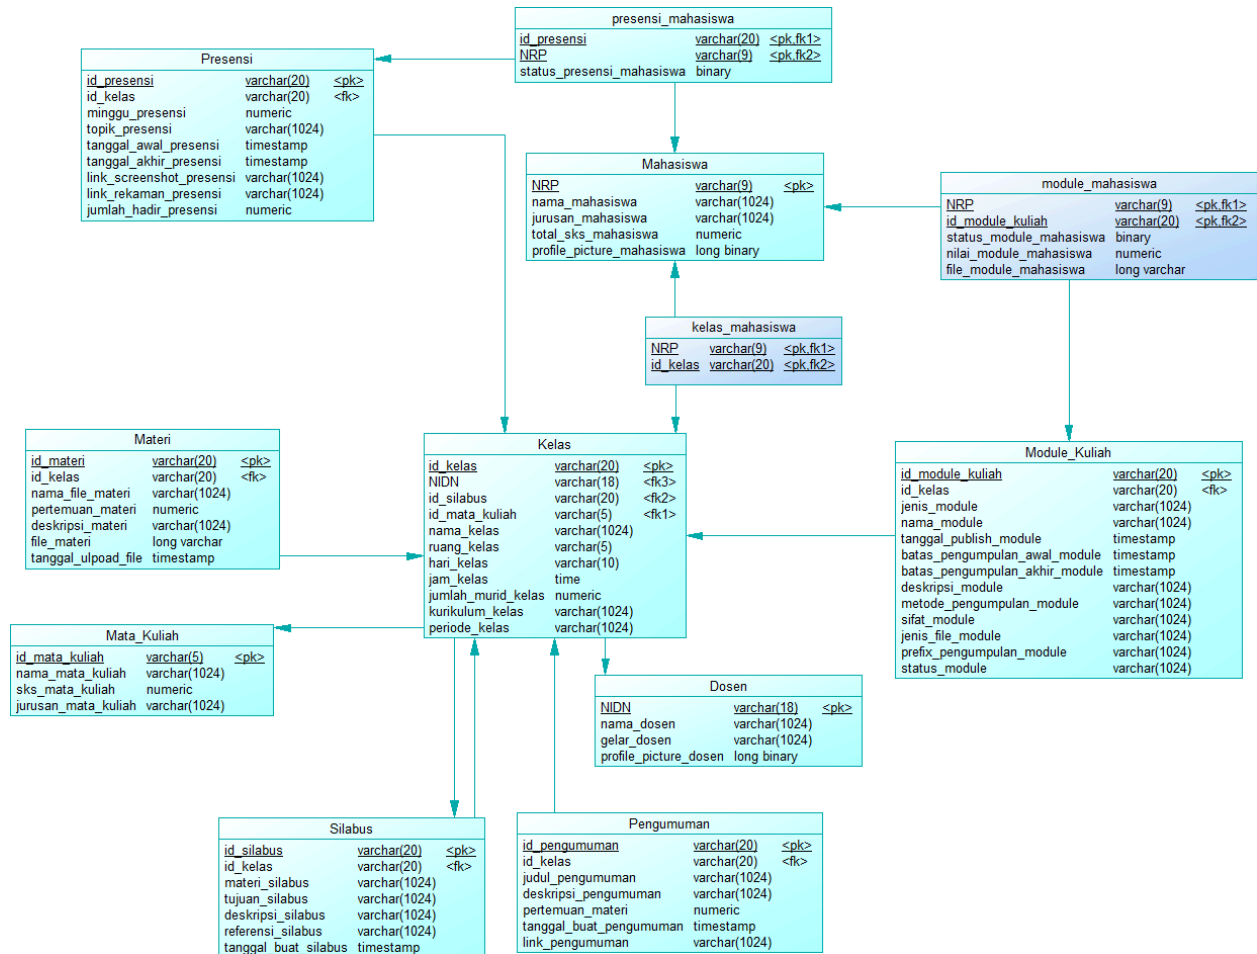 presensi_mahasiswa
id_presensi varchar(20) <pk,fk1>
NRP varchar(9) <pk,fk2>
status_presensi_mahasiswa binary
Presensi
id_presensi varchar(20) <pk>
id_kelas varchar(20) <fk>
minggu_presensi numeric
topik_presensi varchar(1024)
tanggal_awal_presensi timestamp
tanggal_akhir_presensi timestamp
link_screenshot_presensi varchar(1024)
link_rekaman_presensi varchar(1024)
jumlah_hadir_presensi numeric
Mahasiswa
NRP varchar(9) <pk>
nama_mahasiswa varchar(1024)
jurusan_mahasiswa varchar(1024)
total_sks_mahasiswa numeric
profile_picture_mahasiswa long binary
module_mahasiswa
NRP varchar(9) <pk,fk1>
id_module_kuliah varchar(20) <pk,fk2>
status_module_mahasiswa binary
nilai_module_mahasiswa numeric
file_module_mahasiswa long varchar
kelas_mahasiswa
NRP varchar(9) <pk,fk1>
id_kelas varchar(20) <pk,fk2>
Materi
id_materi varchar(20) <pk>
id_kelas varchar(20) <fk>
nama_file_materi varchar(1024)
pertemuan_materi numeric
deskripsi_materi varchar(1024)
file_materi long varchar
tanggal_ulpoad_file timestamp
Kelas
id_kelas varchar(20) <pk>
NIDN varchar(18) <fk3>
id_silabus varchar(20) <fk2>
id_mata_kuliah varchar(5) <fk1>
nama_kelas varchar(1024)
ruang_kelas varchar(5)
hari_kelas varchar(10)
jam_kelas time
jumlah_murid_kelas numeric
kurikulum_kelas varchar(1024)
periode_kelas varchar(1024)
Module_Kuliah
id_module_kuliah varchar(20) <pk>
id_kelas varchar(20) <fk>
jenis_module varchar(1024)
nama_module varchar(1024)
tanggal_publish_module timestamp
batas_pengumpulan_awal_module timestamp
batas_pengumpulan_akhir_module timestamp
deskripsi_module varchar(1024)
metode_pengumpulan_module varchar(1024)
sifat_module varchar(1024)
jenis_file_module varchar(1024)
prefix_pengumpulan_module varchar(1024)
status_module varchar(1024)
Mata_Kuliah
id_mata_kuliah varchar(5) <pk>
nama_mata_kuliah varchar(1024)
sks_mata_kuliah numeric
jurusan_mata_kuliah varchar(1024)
Dosen
NIDN varchar(18) <pk>
nama_dosen varchar(1024)
gelar_dosen varchar(1024)
profile_picture_dosen long binary
Silabus
id_silabus varchar(20) <pk>
id_kelas varchar(20) <fk>
materi_silabus varchar(1024)
tujuan_silabus varchar(1024)
deskripsi_silabus varchar(1024)
referensi_silabus varchar(1024)
tanggal_buat_silabus timestamp
Pengumuman
id_pengumuman varchar(20) <pk>
id_kelas varchar(20) <fk>
judul_pengumuman varchar(1024)
deskripsi_pengumuman varchar(1024)
pertemuan_materi numeric
tanggal_buat_pengumuman timestamp
link_pengumuman varchar(1024)